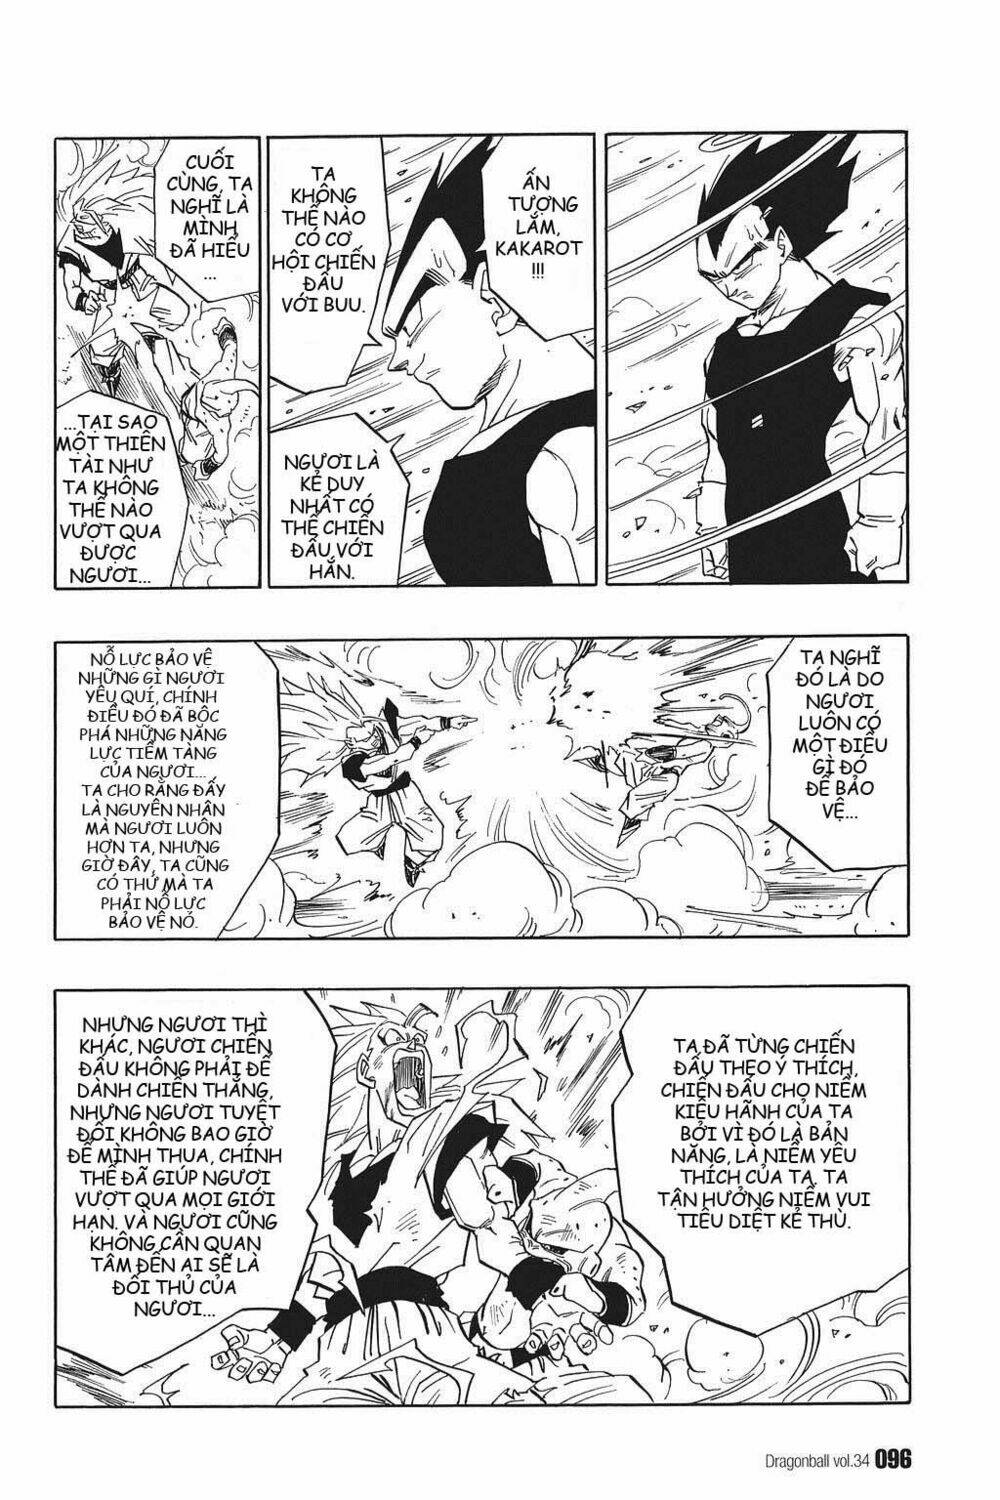 ẤN
TƯỢNG
LẮM,
KAKAROT
!!!
TA
KHÔNG
THỂ NÀO
CÓ CƠ
HỘI CHIẾN
ĐẤU
VỚI BUU.
NGƯƠI LÀ
KẺ DUY
NHẤT CÓ
THỂ CHIẾN
ĐẤU VỚI
HẮN.
CUỐI
CÙNG, TA
NGHĨ LÀ
MÌNH
ĐÃ HIỂU
...
...TẠI SAO
MỘT THIÊN
TÀI NHƯ
TA KHÔNG
THỂ NÀO
VƯỢT QUA
ĐƯỢC
NGƯƠI...
TA NGHĨ
ĐÓ LÀ DO
NGƯƠI
LUÔN CÓ
MỘT ĐIỀU
GÌ ĐÓ
ĐỂ BẢO
VỆ...
NỖ LỰC BẢO VỆ
NHỮNG GÌ NGƯƠI
YÊU QUÍ, CHÍNH
ĐIỀU ĐÓ ĐÃ BỘC
PHÁ NHỮNG NĂNG
LỰC TIỀM TÀNG
CỦA NGƯƠI...
TA CHO RẰNG ĐẤY
LÀ NGUYÊN NHÂN
MÀ NGƯƠI LUÔN
HƠN TA, NHƯNG
GIỜ ĐÂY, TA CŨNG
CÓ THỨ MÀ TA
PHẢI NỖ LỰC
BẢO VỆ NÓ.
TA ĐÃ TỪNG CHIẾN
ĐẤU THEO Ý THÍCH,
CHIẾN ĐẤU CHO NIỀM
KIÊU HÃNH CỦA TA
BỞI VÌ ĐÓ LÀ BẢN
NĂNG, LÀ NIỀM YÊU
THÍCH CỦA TA. TA
TẬN HƯỞNG NIỀM VUI
TIÊU DIỆT KẺ THÙ.
NHƯNG NGƯƠI THÌ
KHÁC, NGƯƠI CHIẾN
ĐẤU KHÔNG PHẢI ĐỂ
DÀNH CHIẾN THẮNG,
NHƯNG NGƯƠI TUYỆT
ĐỐI KHÔNG BAO GIỜ
ĐỂ MÌNH THUA, CHÍNH
THẾ ĐÃ GIÚP NGƯƠI
VƯỢT QUA MỌI GIỚI
HẠN. VÀ NGƯƠI CŨNG
KHÔNG CẦN QUAN
TÂM ĐẾN AI SẼ LÀ
ĐỐI THỦ CỦA
NGƯƠI...
Dragonball vol.34 096